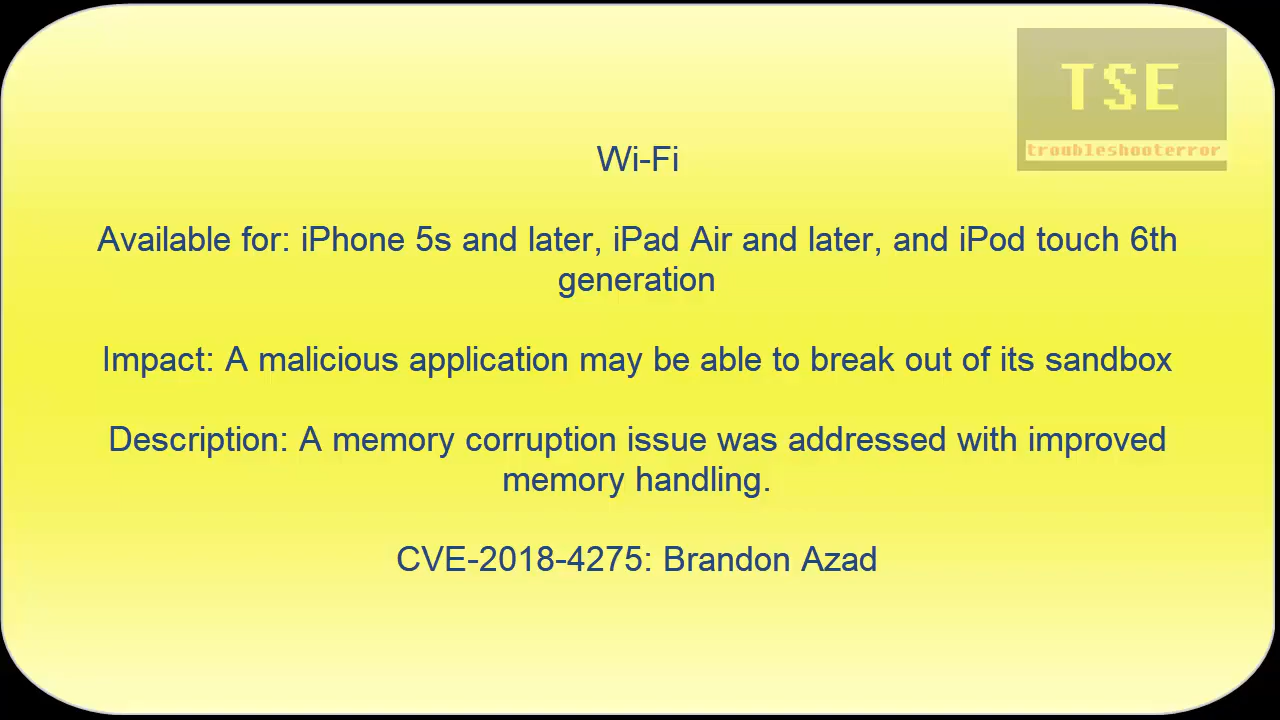 TSE
troubleshooterror
Wi-Fi
Available for: iPhone 5s and later, iPad Air and later, and iPod touch 6th
generation
Impact: A malicious application may be able to break out of its sandbox
Description: A memory corruption issue was addressed with improved
memory handling.
CVE-2018-4275: Brandon Azad